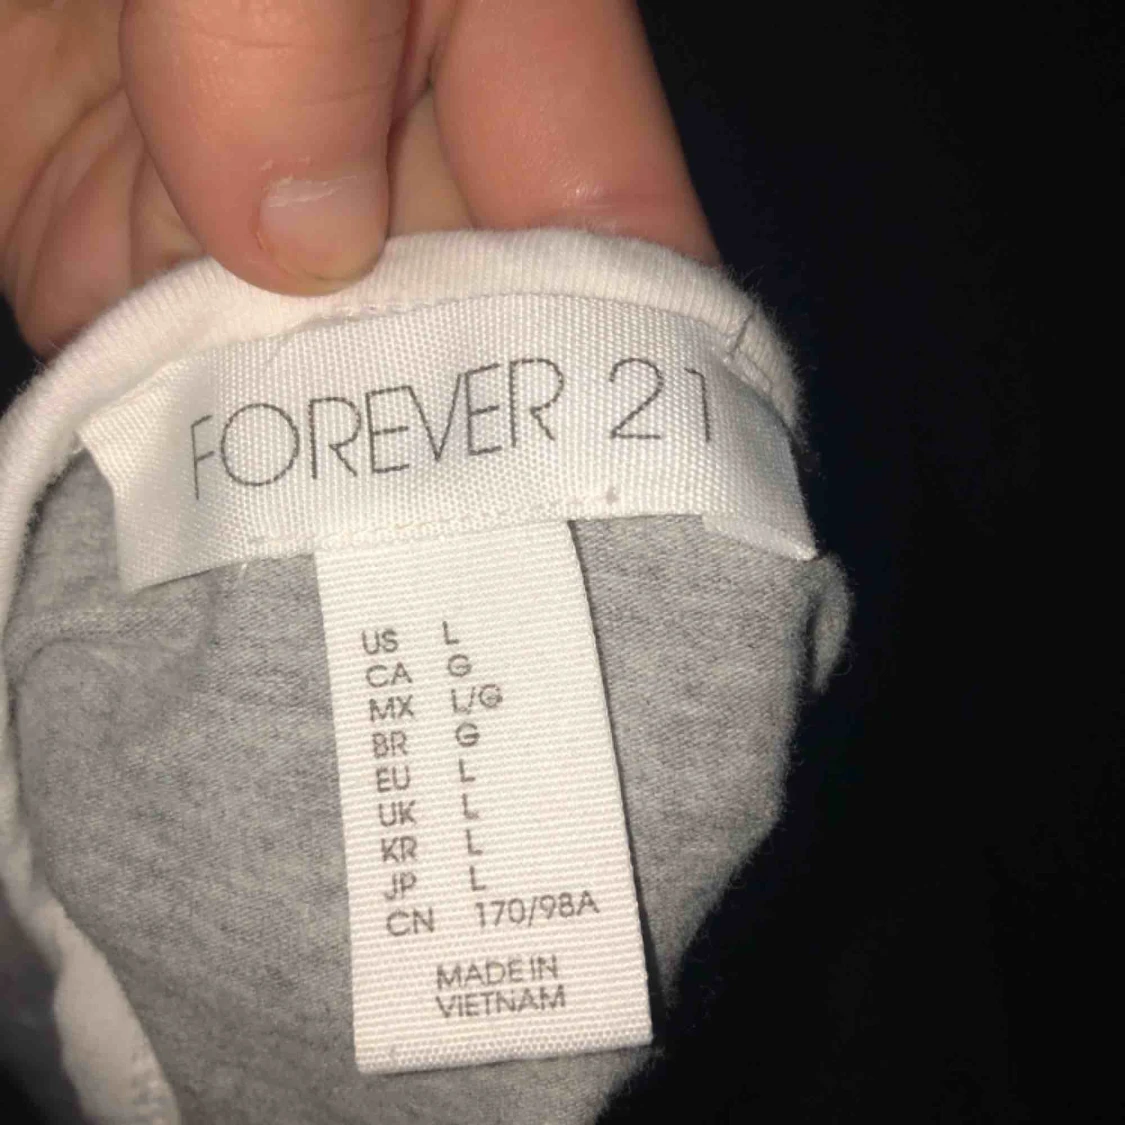 FOREVER 21
US L
CA G
MX L/G
BR G
EU L
UK L
KR L
JP L
CN 170/98A
MADE IN
VIETNAM